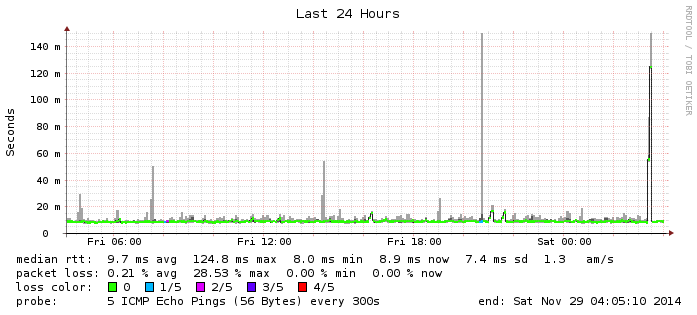 Last 24 Hours
RRDTOOL / TOBI OETIKER
Seconds
140 m
120 m
100 m
80 m
60 m
40 m
20 m
0
Fri 06:00 Fri 12:00 Fri 18:00 Sat 00:00
median rtt: 9.7 ms avg 124.8 ms max 8.0 ms min 8.9 ms now 7.4 ms sd 1.3 am/s
packet loss: 0.21 % avg 28.53 % max 0.00 % min 0.00 % now
loss color: 0 1/5 2/5 3/5 4/5
probe: 5 ICMP Echo Pings (56 Bytes) every 300s end: Sat Nov 29 04:05:10 2014